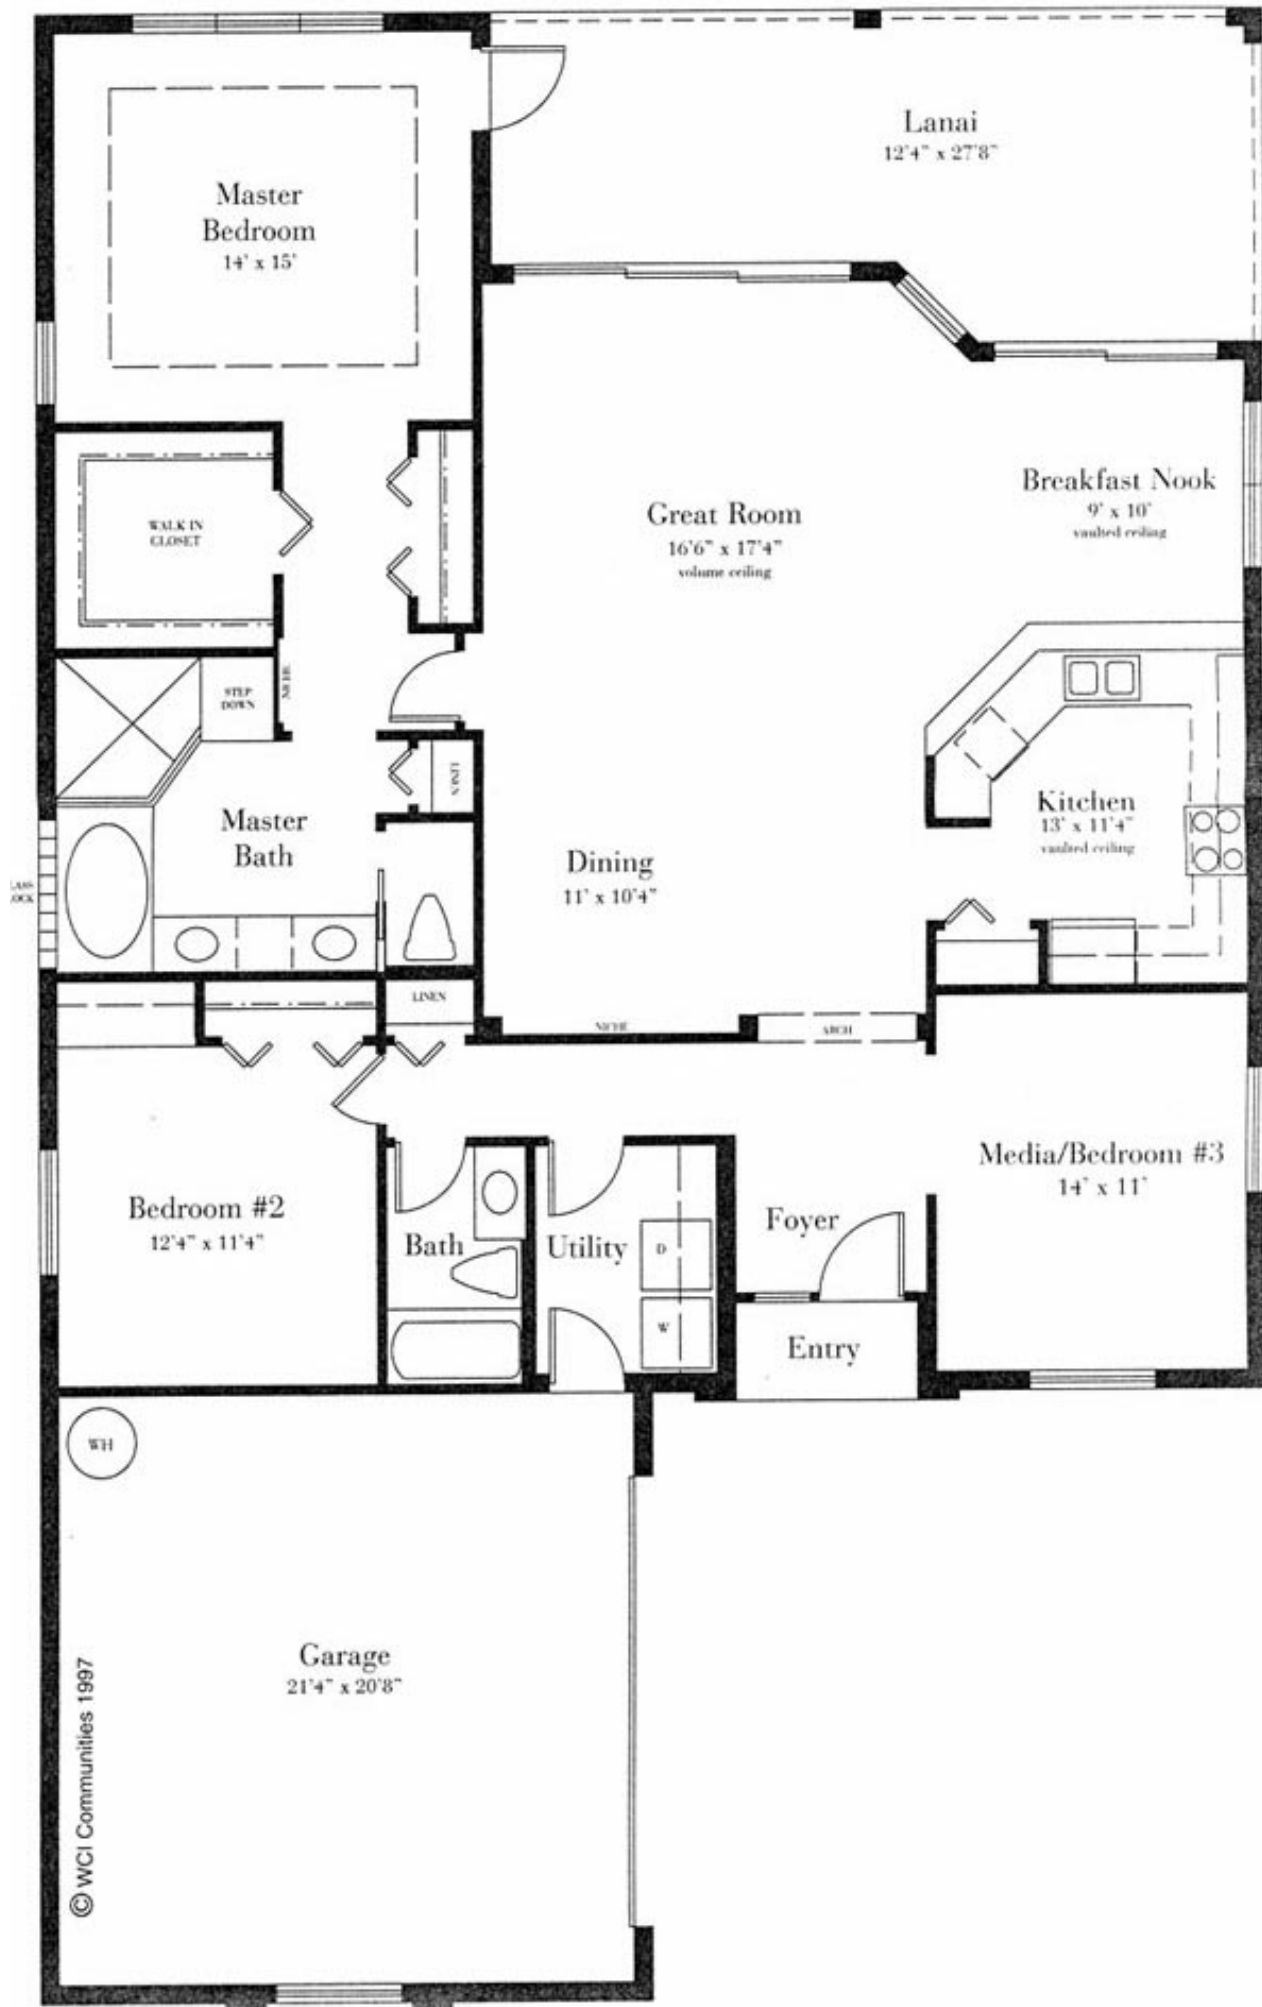 Lanai
12'4" x 27'8"
Master
Bedroom
14' x 15'
WALK IN
CLOSET
Great Room
16'6" x 17'4"
volume ceiling
Breakfast Nook
9' x 10'
vaulted ceiling
STEP
DOWN
NICHE
LINEN
Master
Bath
Kitchen
13' x 11'4"
vaulted ceiling
Dining
11' x 10'4"
LINEN
NICHE
ARCH
Bedroom #2
12'4" x 11'4"
Bath
Utility
D
W
Foyer
Entry
Media/Bedroom #3
14' x 11'
WH
Garage
21'4" x 20'8"
© WCI Communities 1997